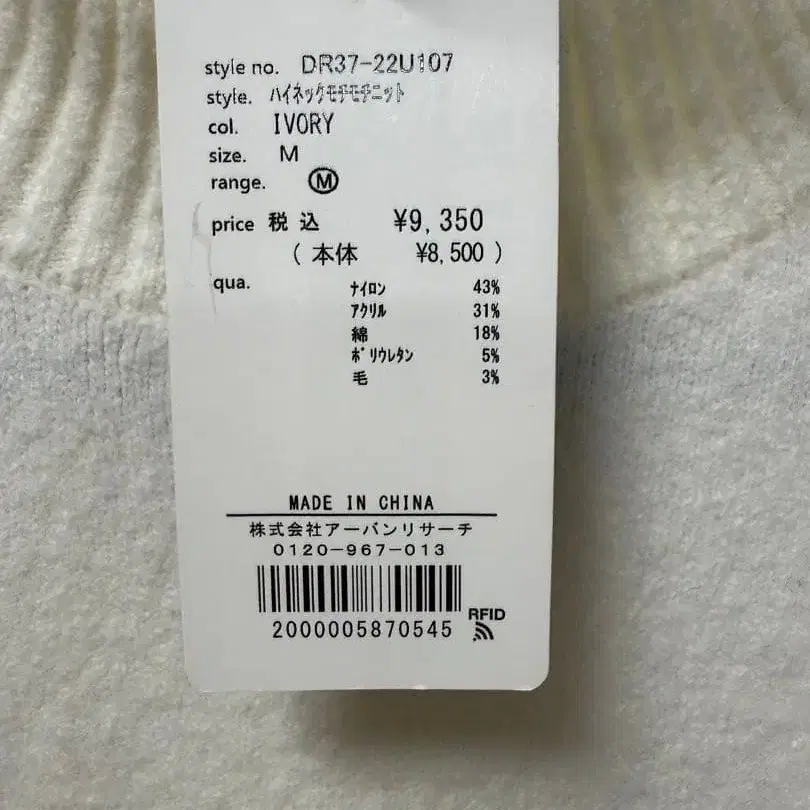 style no. DR37-22U107
style. ﾊｲﾈｯｸﾓﾁﾓﾁﾆｯﾄ
col. IVORY
size. M
range. Ⓜ
price 税込 ¥9,350
( 本体 ¥8,500 )
qua. ﾅｲﾛﾝ 43%
ｱｸﾘﾙ 31%
綿 18%
ﾎﾟﾘｳﾚﾀﾝ 5%
毛 3%
MADE IN CHINA
株式会社アーバンリサーチ
0120-967-013
RFID
2000005870545